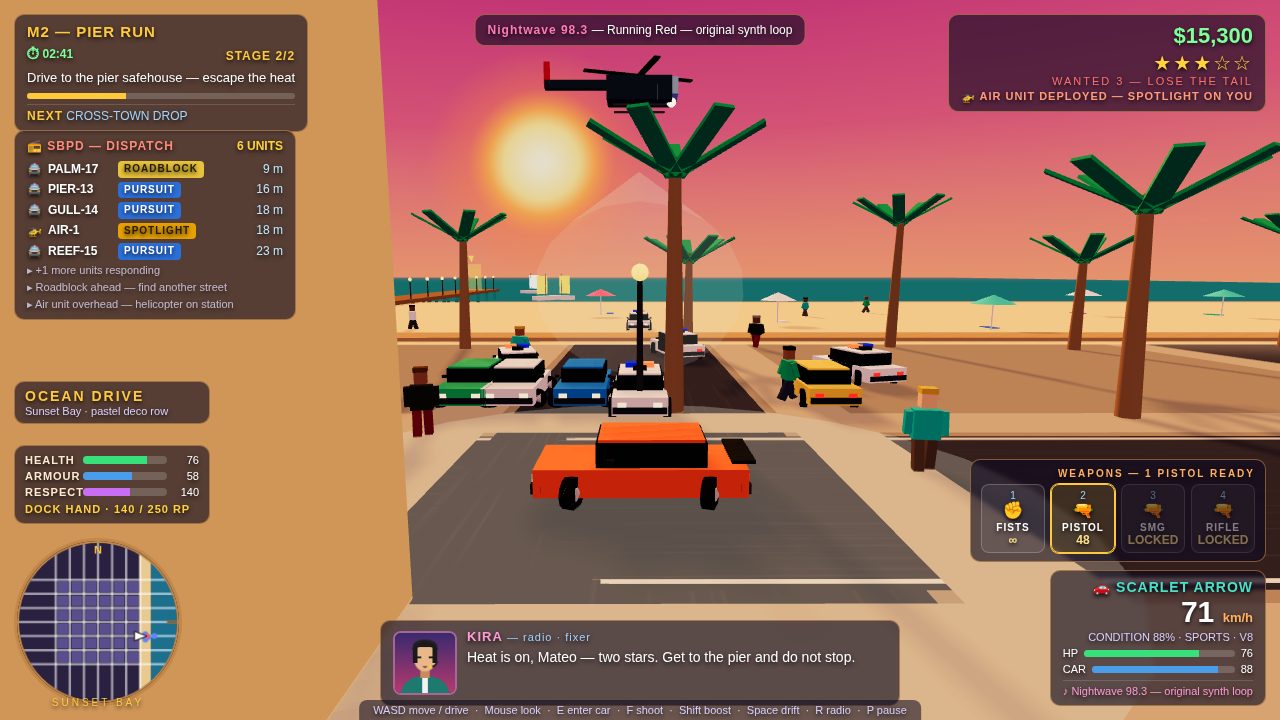 M2 — PIER RUN
⏱ 02:41
STAGE 2/2
Drive to the pier safehouse — escape the heat
NEXT CROSS-TOWN DROP
SBPD — DISPATCH
6 UNITS
PALM-17 ROADBLOCK 9 m
PIER-13 PURSUIT 16 m
GULL-14 PURSUIT 18 m
AIR-1 SPOTLIGHT 18 m
REEF-15 PURSUIT 23 m
▸ +1 more units responding
▸ Roadblock ahead — find another street
▸ Air unit overhead — helicopter on station
OCEAN DRIVE
Sunset Bay · pastel deco row
HEALTH 76
ARMOUR 58
RESPECT 140
DOCK HAND · 140 / 250 RP
N
SUNSET BAY
Nightwave 98.3 — Running Red — original synth loop
$15,300
★★★☆☆
WANTED 3 — LOSE THE TAIL
AIR UNIT DEPLOYED — SPOTLIGHT ON YOU
WEAPONS — 1 PISTOL READY
1 FISTS ∞
2 PISTOL 48
3 SMG LOCKED
4 RIFLE LOCKED
SCARLET ARROW
71 km/h
CONDITION 88% · SPORTS · V8
HP 76
CAR 88
♪ Nightwave 98.3 — original synth loop
KIRA — radio · fixer
Heat is on, Mateo — two stars. Get to the pier and do not stop.
WASD move / drive · Mouse look · E enter car · F shoot · Shift boost · Space drift · R radio · P pause